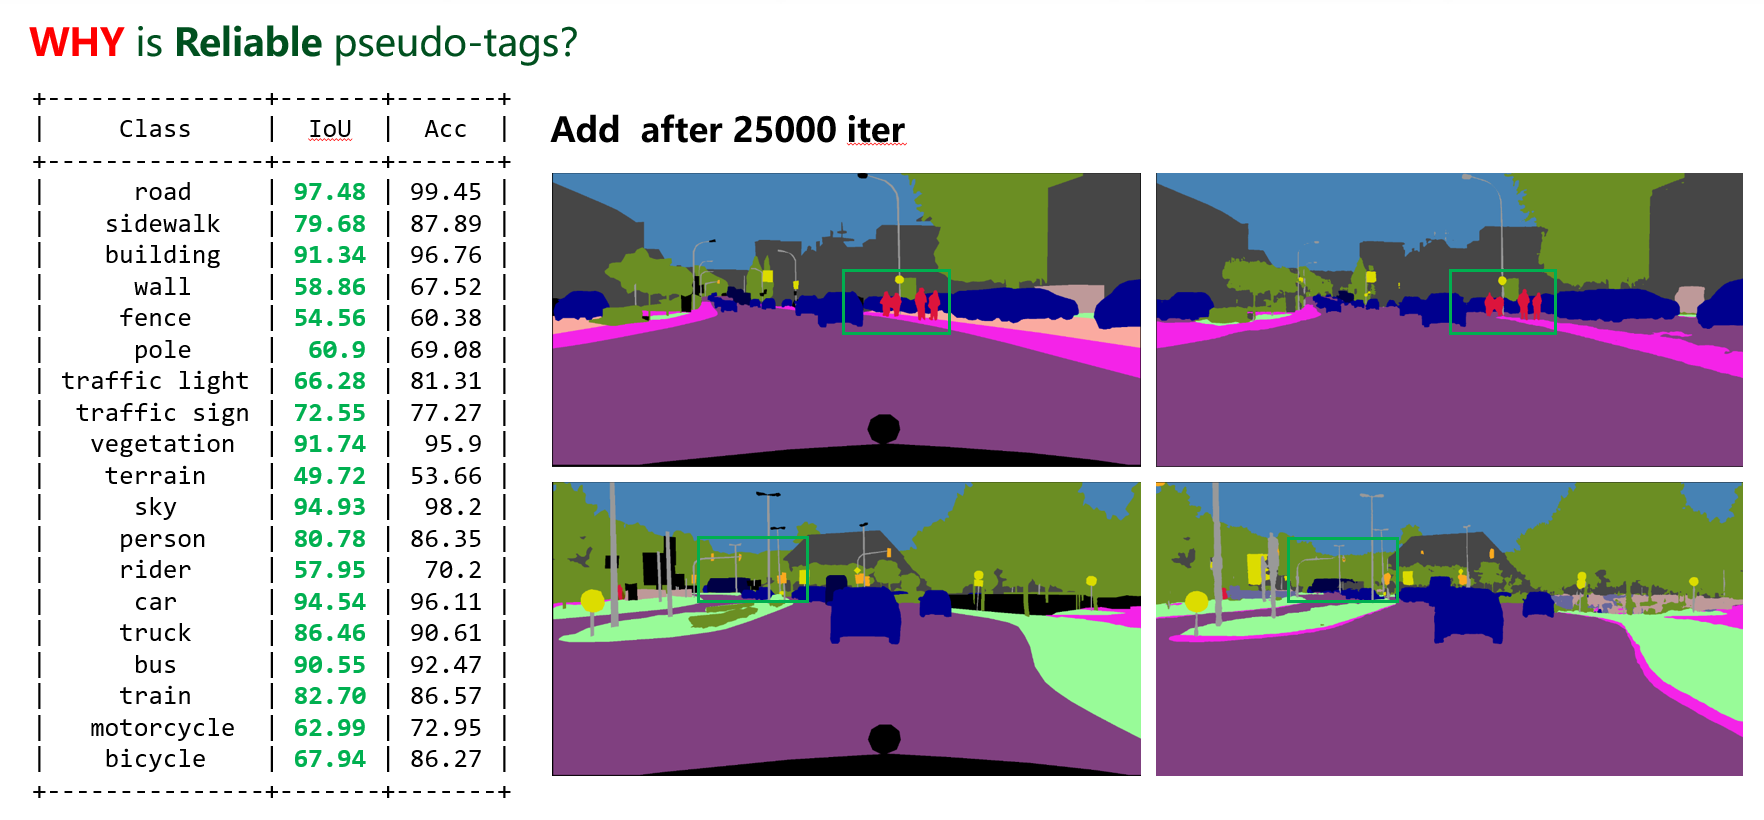 WHY is Reliable pseudo-tags?
+---------------+-------+-------+
| Class | IoU | Acc |
+---------------+-------+-------+
| road | 97.48 | 99.45 |
| sidewalk | 79.68 | 87.89 |
| building | 91.34 | 96.76 |
| wall | 58.86 | 67.52 |
| fence | 54.56 | 60.38 |
| pole | 60.9 | 69.08 |
| traffic light | 66.28 | 81.31 |
| traffic sign | 72.55 | 77.27 |
| vegetation | 91.74 | 95.9 |
| terrain | 49.72 | 53.66 |
| sky | 94.93 | 98.2 |
| person | 80.78 | 86.35 |
| rider | 57.95 | 70.2 |
| car | 94.54 | 96.11 |
| truck | 86.46 | 90.61 |
| bus | 90.55 | 92.47 |
| train | 82.70 | 86.57 |
| motorcycle | 62.99 | 72.95 |
| bicycle | 67.94 | 86.27 |
+---------------+-------+-------+
Add after 25000 iter